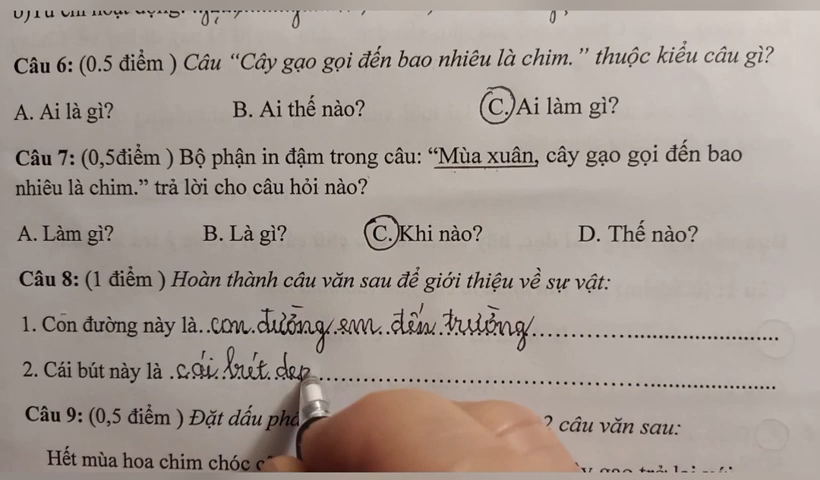 Câu 6: (0.5 điểm ) Câu “Cây gạo gọi đến bao nhiêu là chim.” thuộc kiểu câu gì?
A. Ai là gì? B. Ai thế nào? C. Ai làm gì?
Câu 7: (0,5điểm ) Bộ phận in đậm trong câu: “Mùa xuân, cây gạo gọi đến bao
nhiêu là chim.” trả lời cho câu hỏi nào?
A. Làm gì? B. Là gì? C. Khi nào? D. Thế nào?
Câu 8: (1 điểm ) Hoàn thành câu văn sau để giới thiệu về sự vật:
1. Con đường này là..con đường em đến trường
2. Cái bút này là .cái bút đẹp
Câu 9: (0,5 điểm ) Đặt dấu 2 câu văn sau:
Hết mùa hoa chim chóc